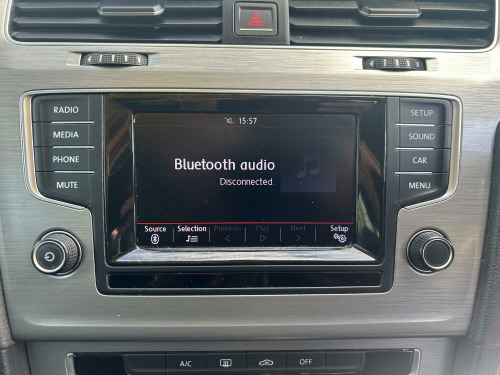 15:57
RADIO
MEDIA
PHONE
MUTE
Bluetooth audio
Disconnected.
Source
Selection
Previous
Play
Next
Setup
SETUP
SOUND
CAR
MENU
A/C
OFF